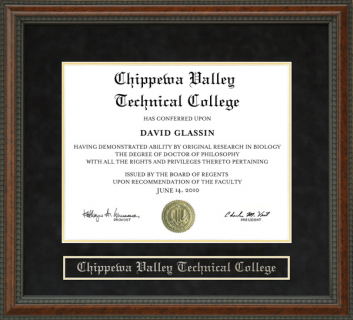 Chippewa Valley
Technical College
HAS CONFERRED UPON
DAVID GLASSIN
HAVING DEMONSTRATED ABILITY BY ORIGINAL RESEARCH IN BIOLOGY
THE DEGREE OF DOCTOR OF PHILOSOPHY
WITH ALL THE RIGHTS AND PRIVILEGES THERETO PERTAINING
ISSUED BY THE BOARD OF REGENTS
UPON RECOMMENDATION OF THE FACULTY
JUNE 14, 2010
PROVOST
PRESIDENT
Chippewa Valley Technical College